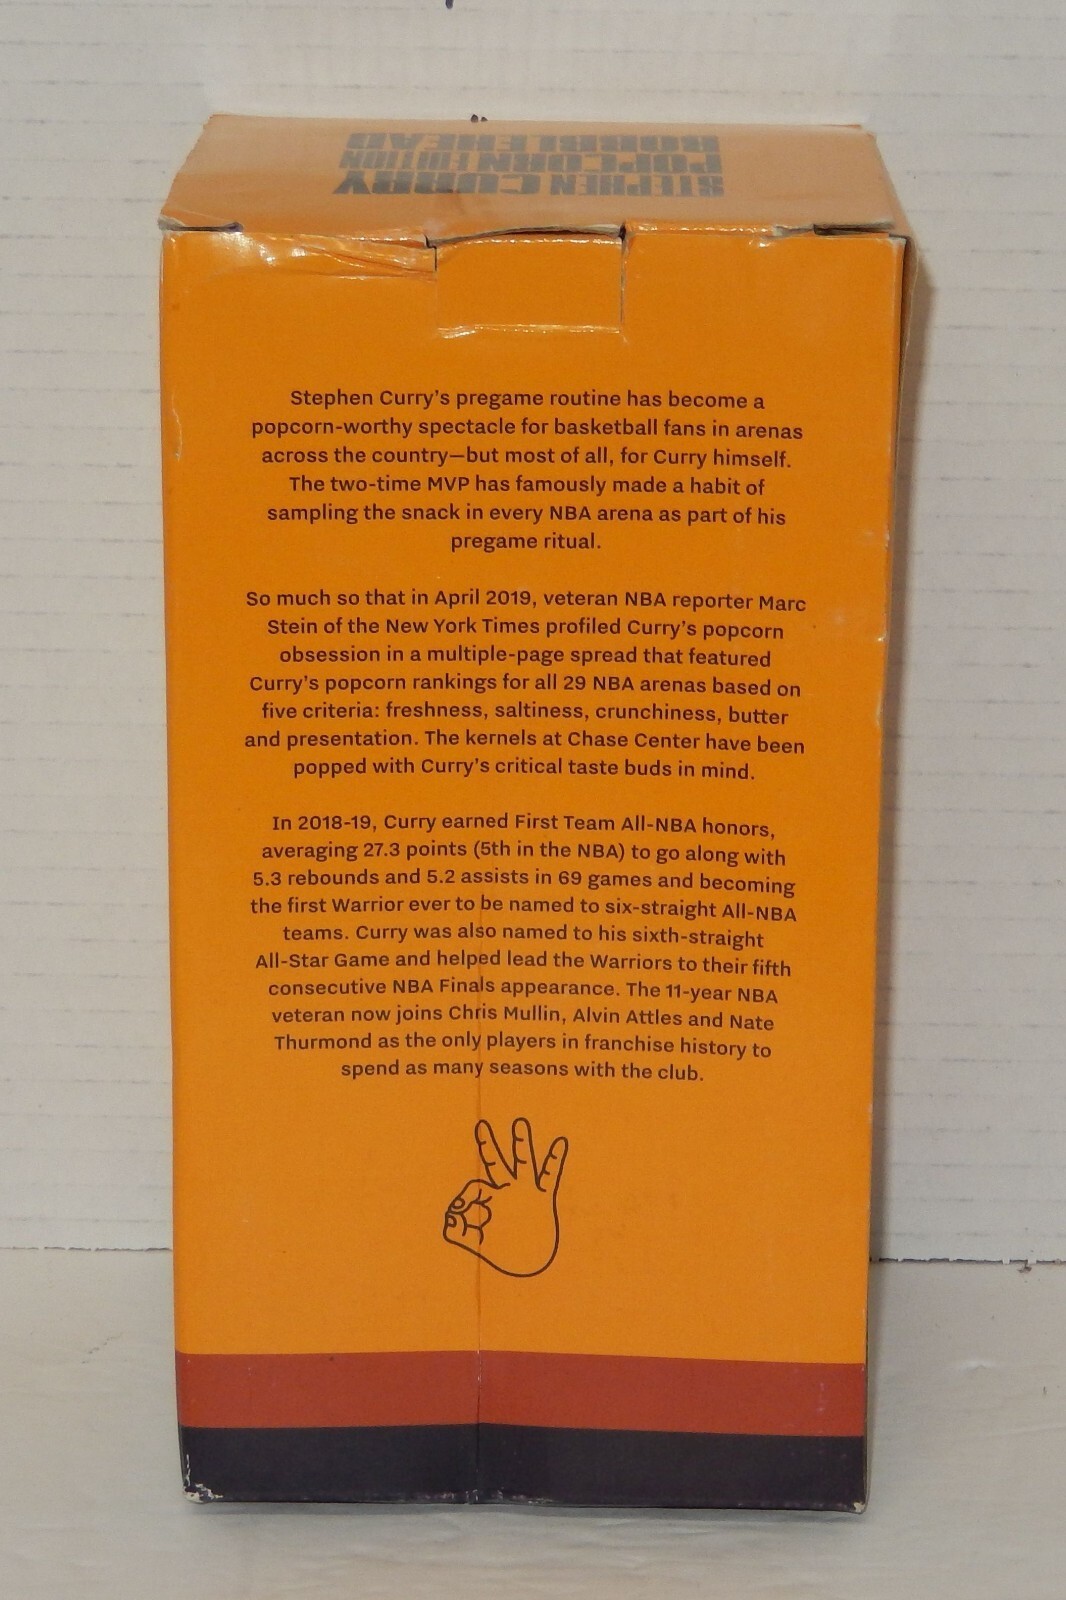 STEPHEN CURRY
POPCORN EDITION
BOBBLEHEAD
Stephen Curry's pregame routine has become a
popcorn-worthy spectacle for basketball fans in arenas
across the country—but most of all, for Curry himself.
The two-time MVP has famously made a habit of
sampling the snack in every NBA arena as part of his
pregame ritual.
So much so that in April 2019, veteran NBA reporter Marc
Stein of the New York Times profiled Curry's popcorn
obsession in a multiple-page spread that featured
Curry's popcorn rankings for all 29 NBA arenas based on
five criteria: freshness, saltiness, crunchiness, butter
and presentation. The kernels at Chase Center have been
popped with Curry's critical taste buds in mind.
In 2018-19, Curry earned First Team All-NBA honors,
averaging 27.3 points (5th in the NBA) to go along with
5.3 rebounds and 5.2 assists in 69 games and becoming
the first Warrior ever to be named to six-straight All-NBA
teams. Curry was also named to his sixth-straight
All-Star Game and helped lead the Warriors to their fifth
consecutive NBA Finals appearance. The 11-year NBA
veteran now joins Chris Mullin, Alvin Attles and Nate
Thurmond as the only players in franchise history to
spend as many seasons with the club.